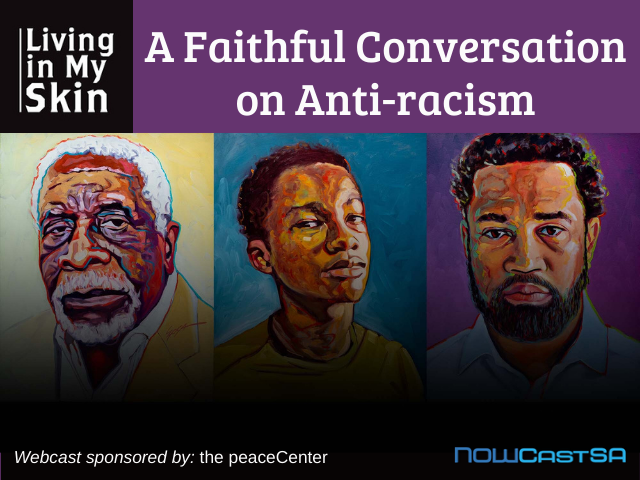 Living
in My
Skin
A Faithful Conversation
on Anti-racism
Webcast sponsored by: the peaceCenter
NOWCASTSA